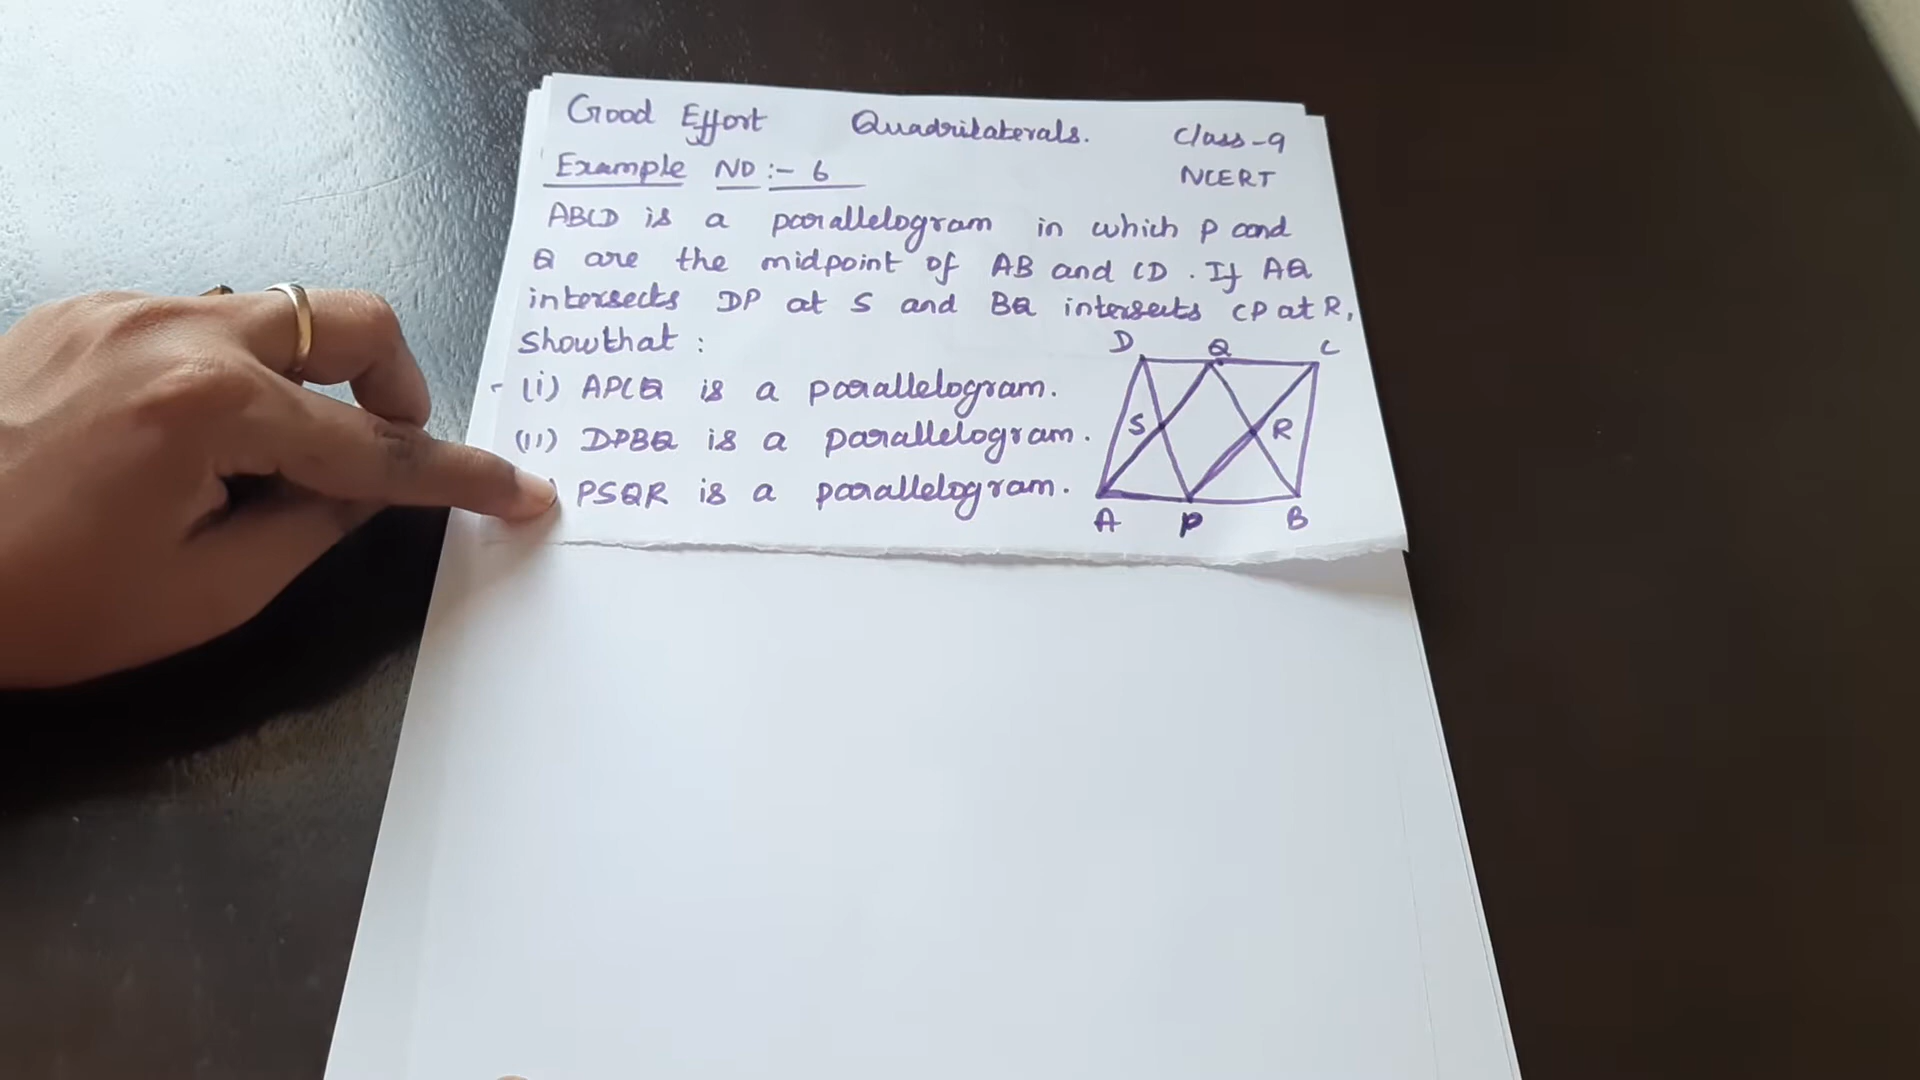 Good Effort Quadrilaterals. Class-9
Example NO:- 6 NCERT
ABCD is a parallelogram in which P and
Q are the midpoint of AB and CD . If AQ
intersects DP at S and BQ intersects CP at R,
Show that :
(i) APCQ is a parallelogram.
(ii) DPBQ is a parallelogram.
) PSQR is a parallelogram.
D Q C
S R
A P B